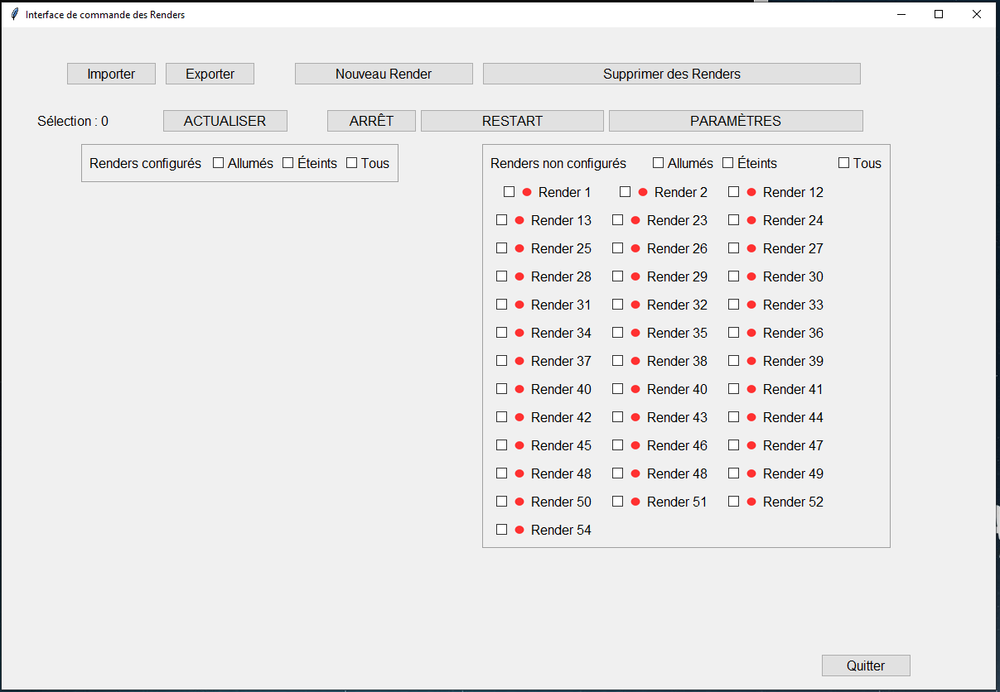 Interface de commande des Renders
Importer Exporter Nouveau Render Supprimer des Renders
Sélection : 0 ACTUALISER ARRÊT RESTART PARAMÈTRES
Renders configurés Allumés Éteints Tous
Renders non configurés Allumés Éteints Tous
Render 1 Render 2 Render 12
Render 13 Render 23 Render 24
Render 25 Render 26 Render 27
Render 28 Render 29 Render 30
Render 31 Render 32 Render 33
Render 34 Render 35 Render 36
Render 37 Render 38 Render 39
Render 40 Render 40 Render 41
Render 42 Render 43 Render 44
Render 45 Render 46 Render 47
Render 48 Render 48 Render 49
Render 50 Render 51 Render 52
Render 54
Quitter